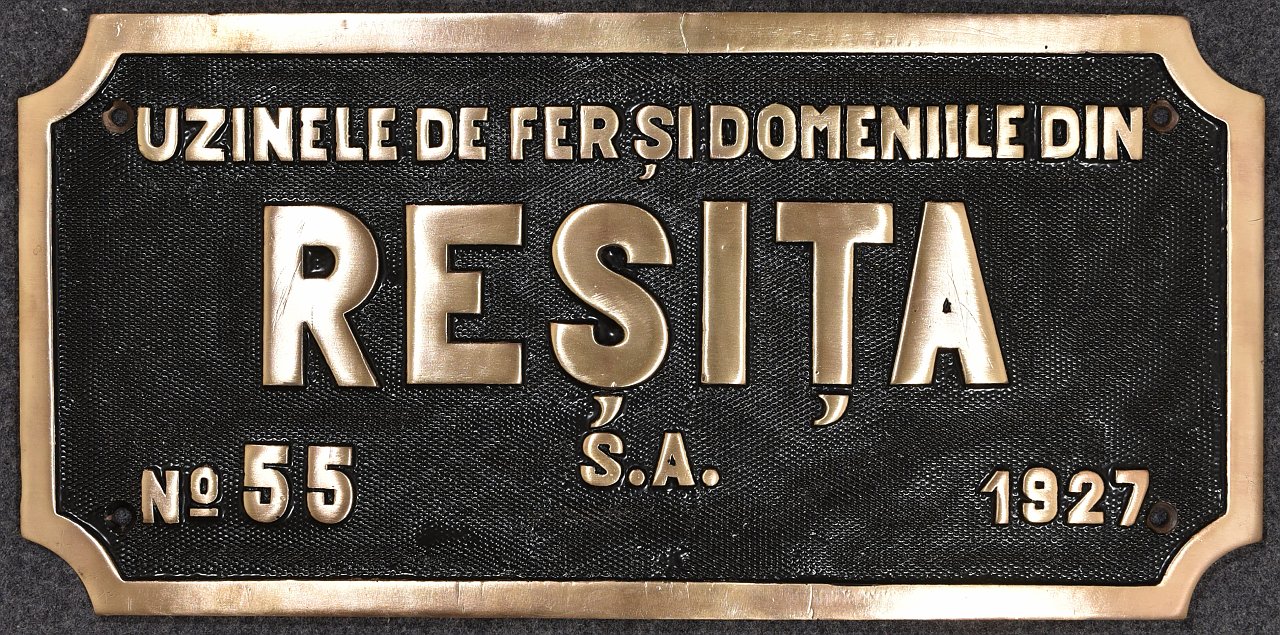 UZINELE DE FER ȘI DOMENIILE DIN
REȘIȚA
S.A.
Nº 55
1927